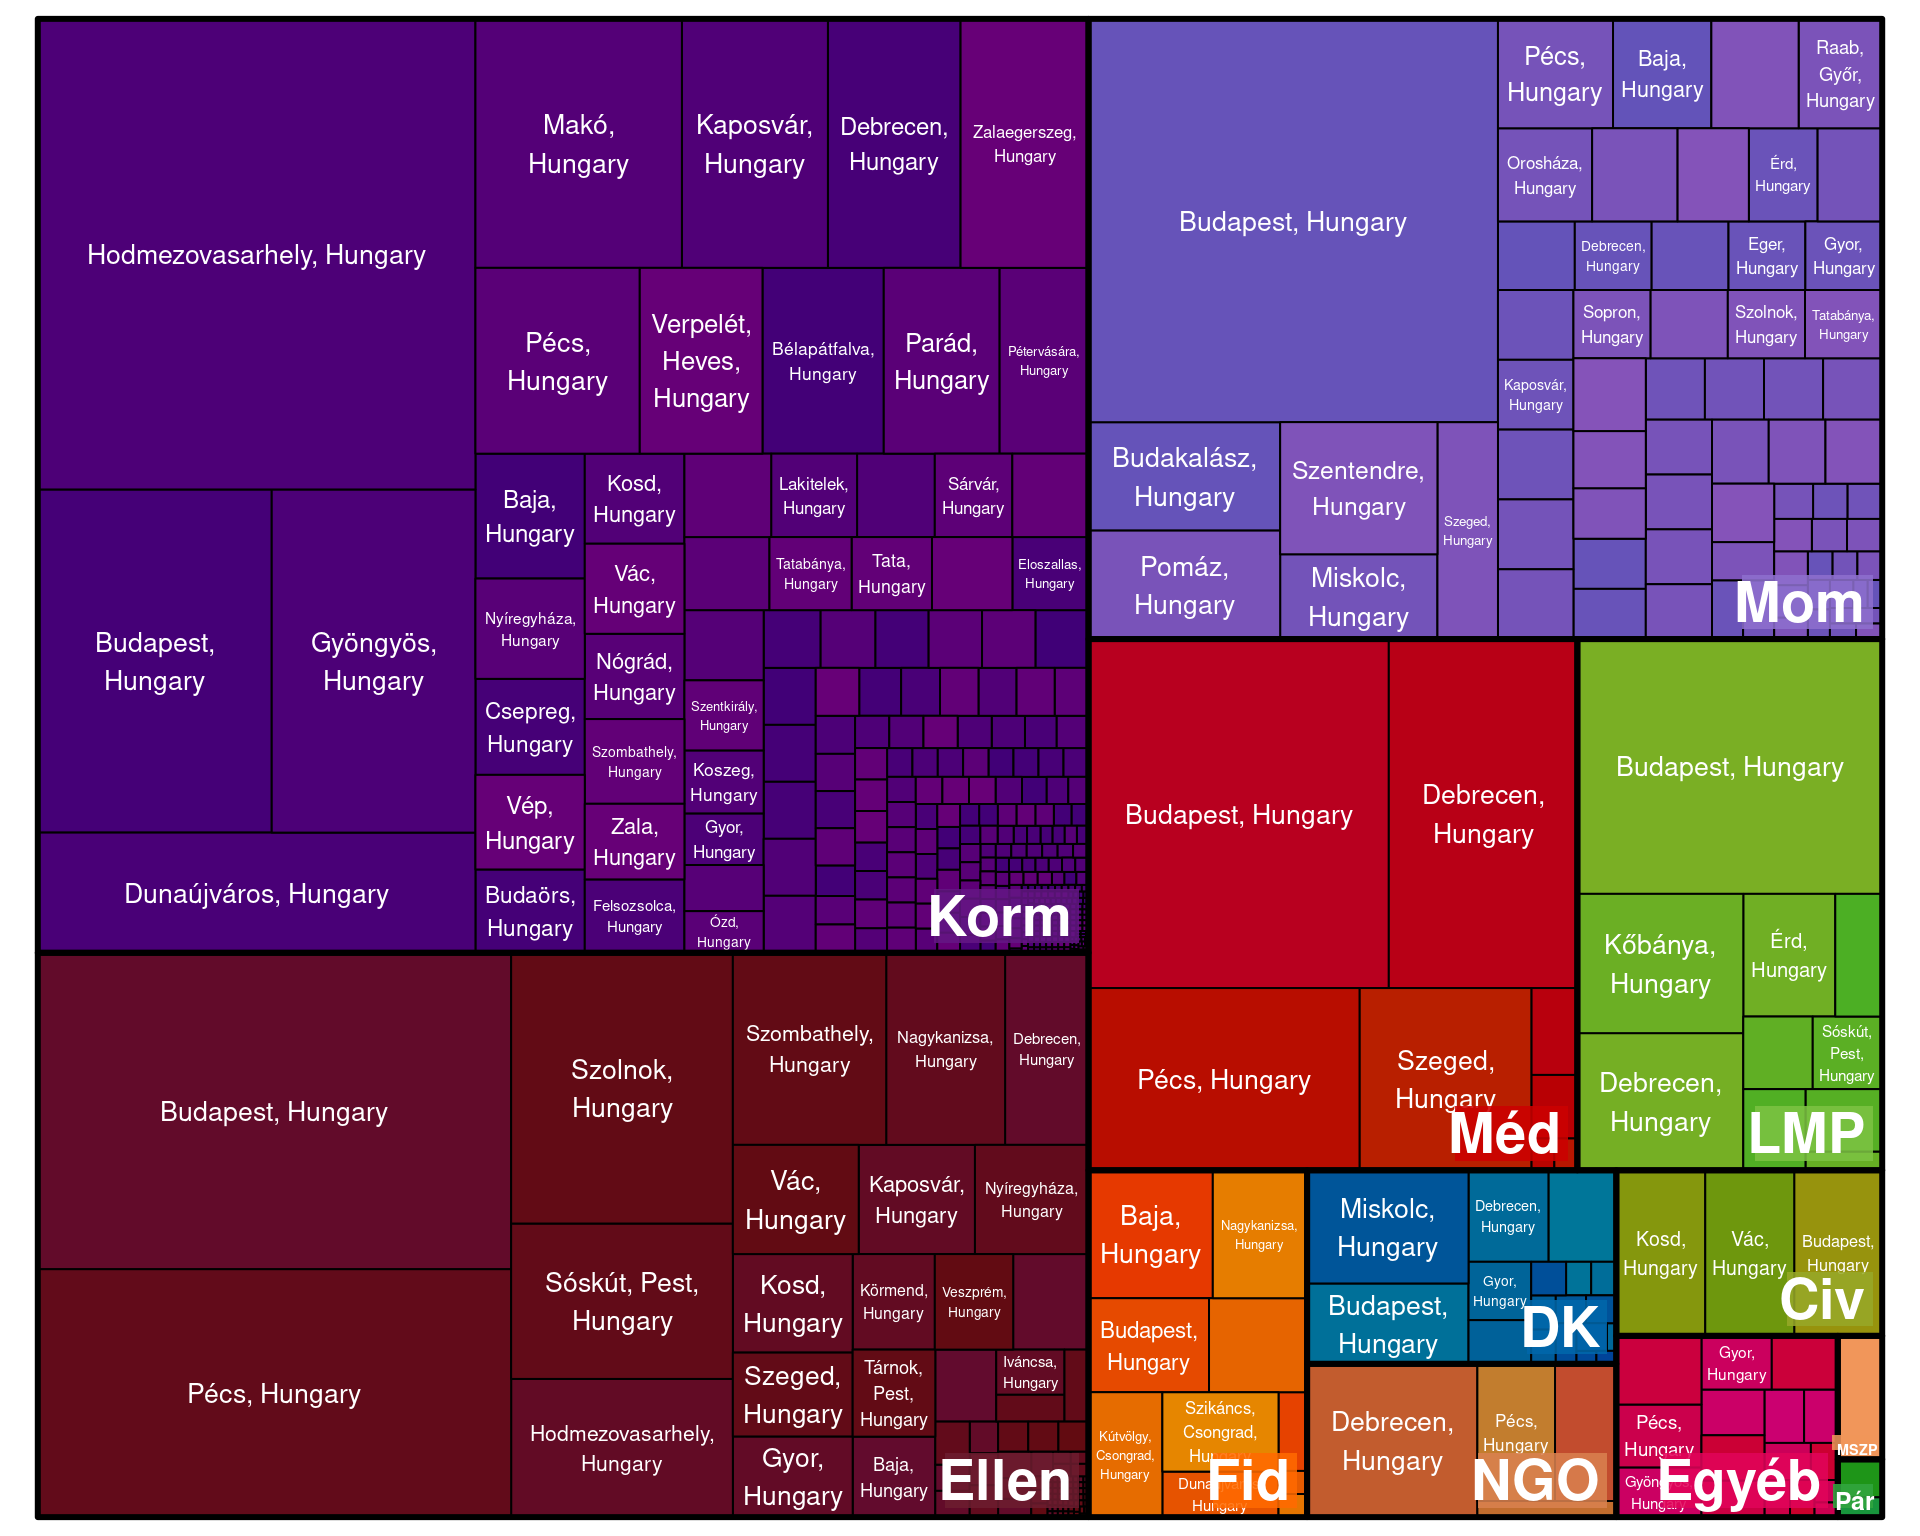 Hodmezovasarhely, Hungary
Budapest,
Hungary
Gyöngyös,
Hungary
Dunaújváros, Hungary
Makó,
Hungary
Kaposvár,
Hungary
Debrecen,
Hungary
Zalaegerszeg,
Hungary
Pécs,
Hungary
Verpelét,
Heves,
Hungary
Bélapátfalva,
Hungary
Parád,
Hungary
Pétervására,
Hungary
Baja,
Hungary
Nyíregyháza,
Hungary
Csepreg,
Hungary
Vép,
Hungary
Budaörs,
Hungary
Kosd,
Hungary
Vác,
Hungary
Nógrád,
Hungary
Szombathely,
Hungary
Zala,
Hungary
Felsozsolca,
Hungary
Lakitelek,
Hungary
Sárvár,
Hungary
Tatabánya,
Hungary
Tata,
Hungary
Eloszallas,
Hungary
Szentkirály,
Hungary
Koszeg,
Hungary
Gyor,
Hungary
Ózd,
Hungary
Korm
Budapest, Hungary
Budakalász,
Hungary
Pomáz,
Hungary
Szentendre,
Hungary
Miskolc,
Hungary
Szeged,
Hungary
Pécs,
Hungary
Baja,
Hungary
Raab,
Győr,
Hungary
Orosháza,
Hungary
Érd,
Hungary
Debrecen,
Hungary
Eger,
Hungary
Gyor,
Hungary
Sopron,
Hungary
Szolnok,
Hungary
Tatabánya,
Hungary
Kaposvár,
Hungary
Mom
Budapest, Hungary
Pécs, Hungary
Szolnok,
Hungary
Sóskút, Pest,
Hungary
Hodmezovasarhely,
Hungary
Szombathely,
Hungary
Nagykanizsa,
Hungary
Debrecen,
Hungary
Vác,
Hungary
Kaposvár,
Hungary
Nyíregyháza,
Hungary
Kosd,
Hungary
Körmend,
Hungary
Veszprém,
Hungary
Szeged,
Hungary
Tárnok,
Pest,
Hungary
Iváncsa,
Hungary
Gyor,
Hungary
Baja,
Hungary
Ellen
Budapest, Hungary
Debrecen,
Hungary
Pécs, Hungary
Szeged,
Hungary
Méd
Budapest, Hungary
Kőbánya,
Hungary
Érd,
Hungary
Debrecen,
Hungary
Sóskút,
Pest,
Hungary
LMP
Baja,
Hungary
Nagykanizsa,
Hungary
Budapest,
Hungary
Kútvölgy,
Csongrad,
Hungary
Szikáncs,
Csongrad,
Hungary
Hungary
Fid
Miskolc,
Hungary
Budapest,
Hungary
Debrecen,
Hungary
Gyor,
Hungary
DK
Debrecen,
Hungary
Pécs,
Hungary
NGO
Kosd,
Hungary
Vác,
Hungary
Budapest,
Hungary
Civ
Gyor,
Hungary
Pécs,
Hungary
Hungary
Egyéb
MSZP
Pár